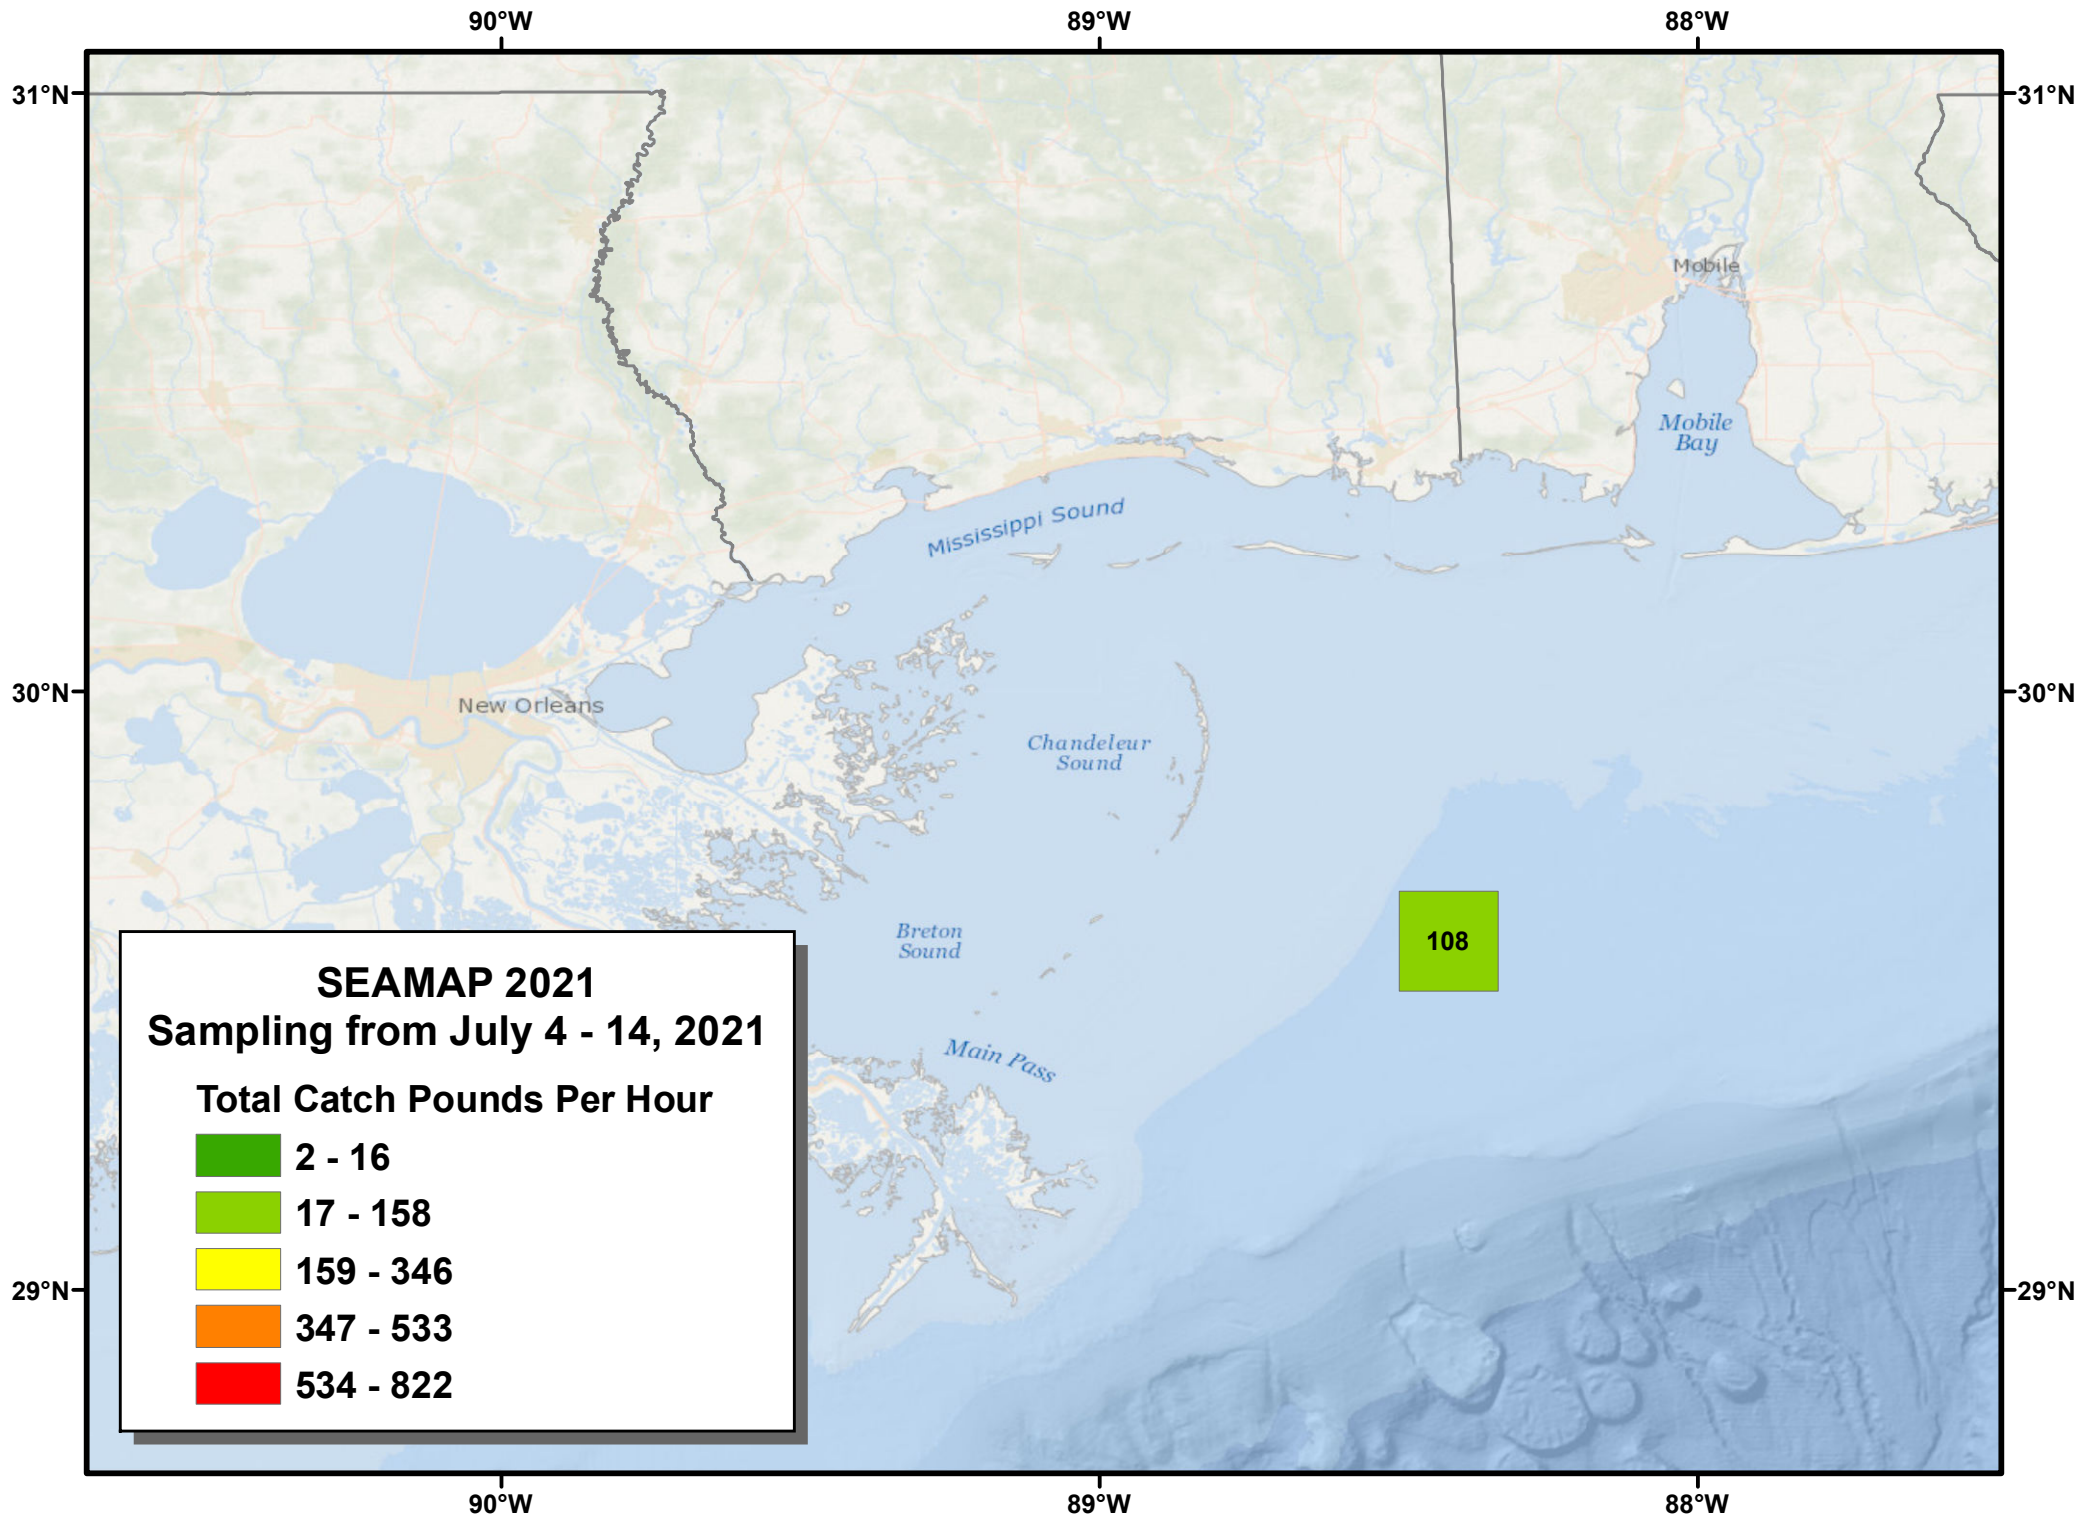 90°W
89°W
88°W
31°N
31°N
Mobile
Mobile
Bay
Mississippi Sound
30°N
30°N
New Orleans
Chandeleur
Sound
Breton
Sound
108
Main Pass
SEAMAP 2021
Sampling from July 4 - 14, 2021
Total Catch Pounds Per Hour
2 - 16
17 - 158
159 - 346
347 - 533
534 - 822
29°N
29°N
90°W
89°W
88°W